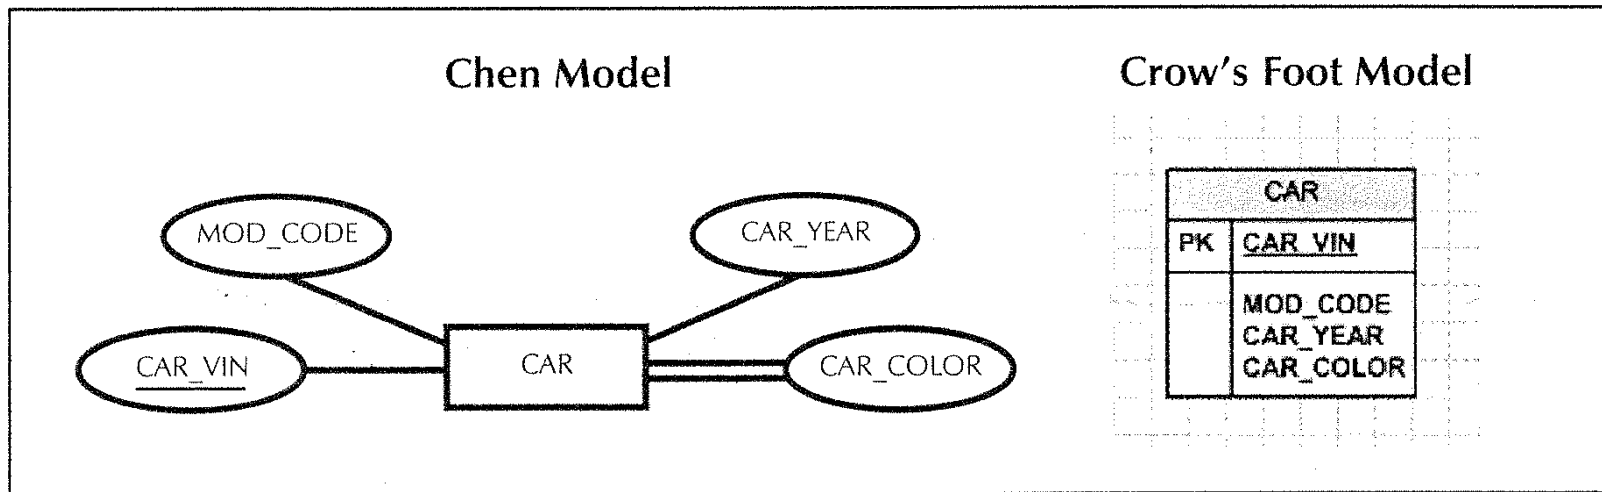 Chen Model
MOD_CODE
CAR_YEAR
CAR_VIN
CAR
CAR_COLOR
Crow's Foot Model
CAR
PK CAR_VIN
MOD_CODE
CAR_YEAR
CAR_COLOR